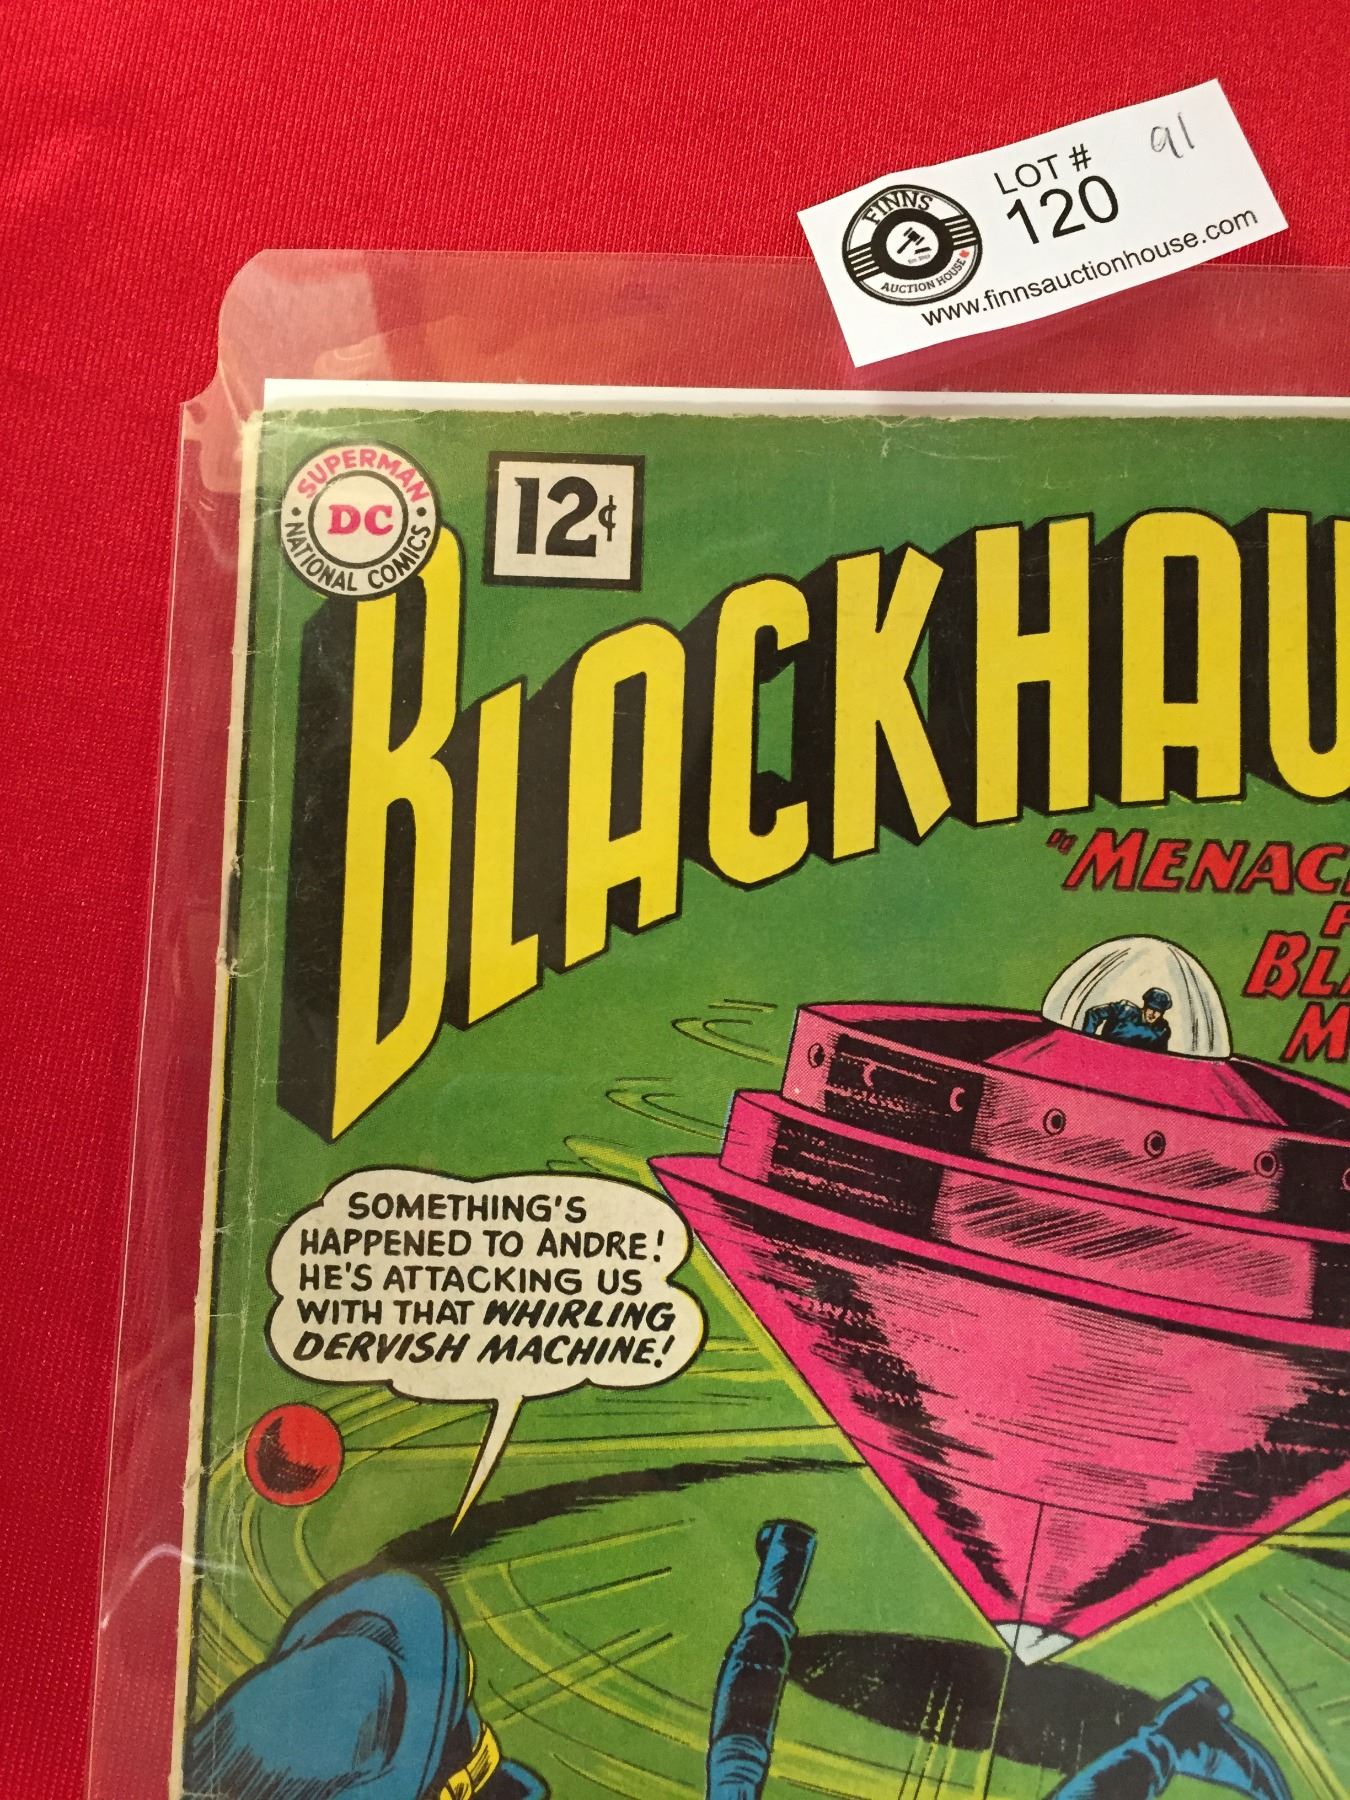 LOT # 91
120
FINNS
AUCTION HOUSE
www.finnsauctionhouse.com
SUPERMAN
DC
NATIONAL COMICS
12¢
BLACKHAU
"MENAC
BLA
M
SOMETHING'S
HAPPENED TO ANDRE!
HE'S ATTACKING US
WITH THAT WHIRLING
DERVISH MACHINE!